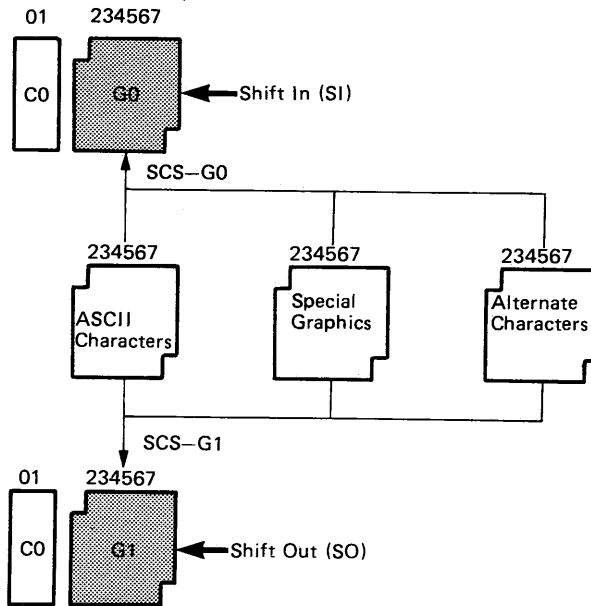 01 234567
C0 G0 Shift In (SI)
SCS–G0
234567 234567 234567
ASCII Characters
Special Graphics
Alternate Characters
SCS–G1
01 234567
C0 G1 Shift Out (SO)